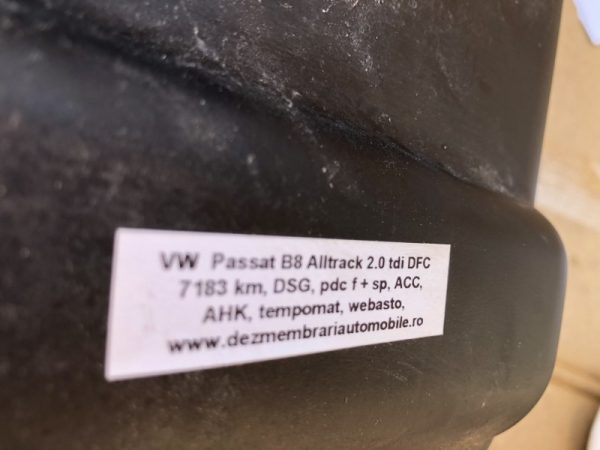 VW Passat B8 Alltrack 2.0 tdi DFC
7183 km, DSG, pdc f + sp, ACC,
AHK, tempomat, webasto,
www.dezmembrariautomobile.ro